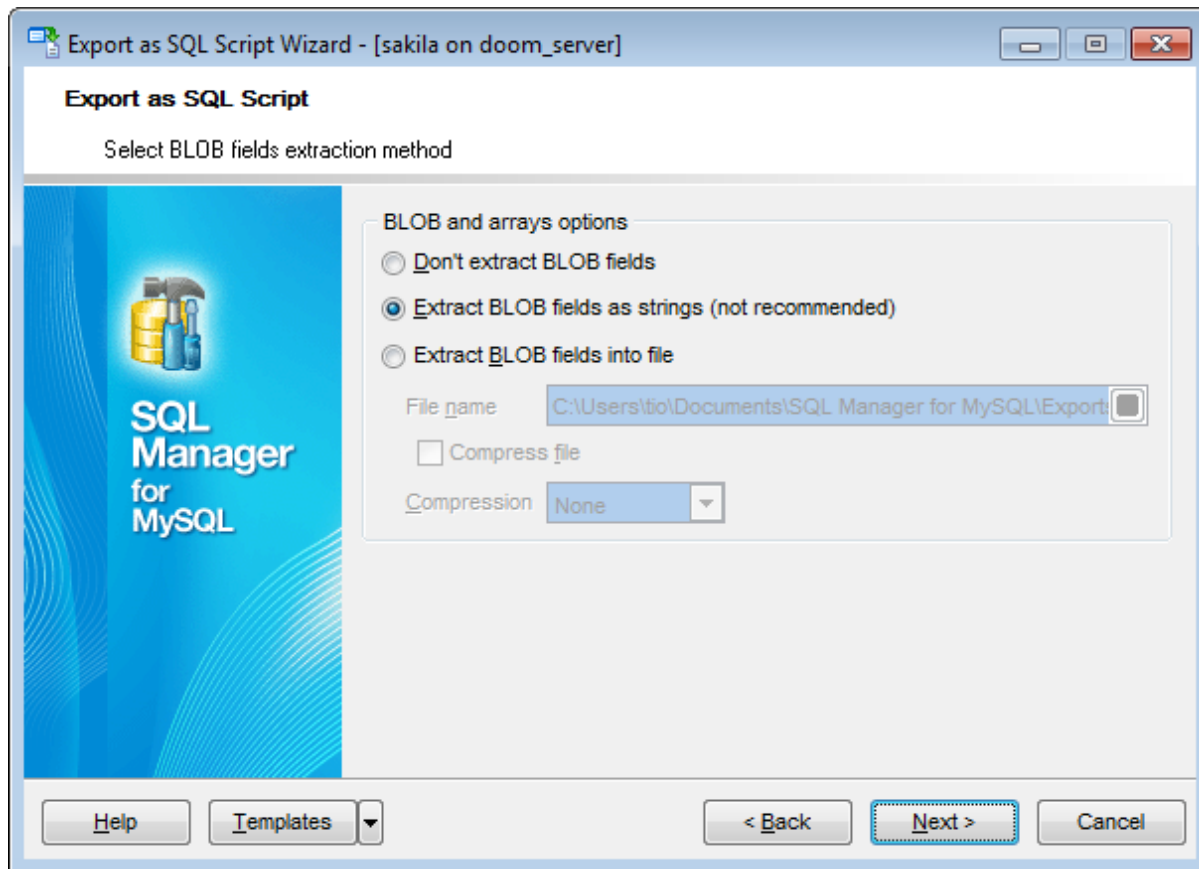 Export as SQL Script Wizard - [sakila on doom_server]
Export as SQL Script
Select BLOB fields extraction method
SQL
Manager
for
MySQL
BLOB and arrays options
Don't extract BLOB fields
Extract BLOB fields as strings (not recommended)
Extract BLOB fields into file
File name C:\Users\tio\Documents\SQL Manager for MySQL\Exports
Compress file
Compression None
Help Templates < Back Next > Cancel